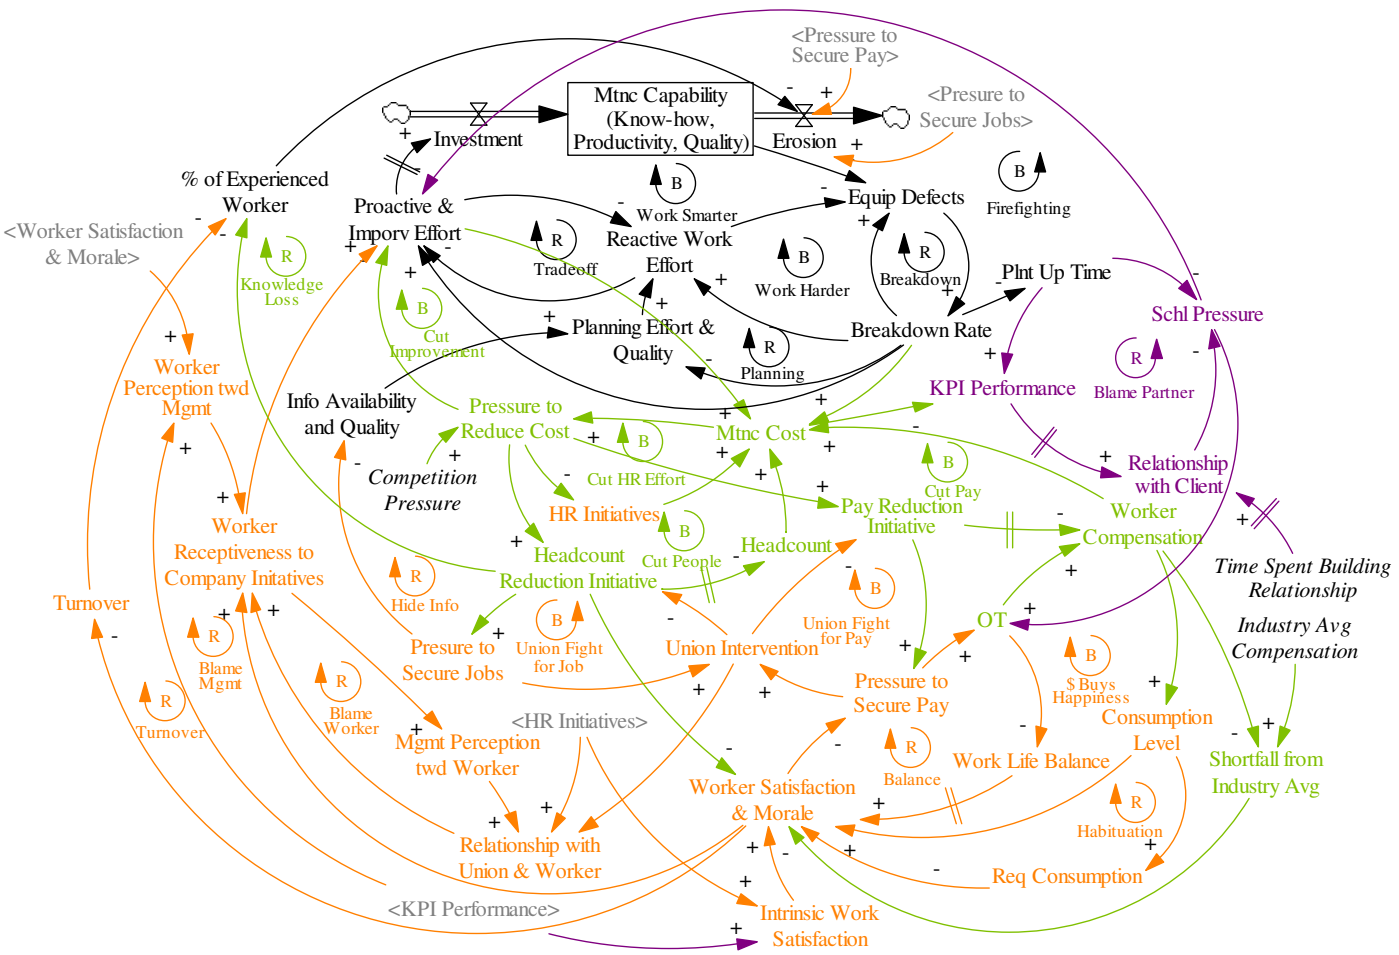 <Pressure to
Secure Pay>
<Presure to
Secure Jobs>
Mtnc Capability
(Know-how,
Productivity, Quality)
Investment
Erosion
- +
+
+
% of Experienced
Worker
Proactive &
Imporv Effort
B
Work Smarter
Reactive Work
Effort
Equip Defects
B
Firefighting
<Worker Satisfaction
& Morale>
R
Knowledge
Loss
R
Tradeoff
B
Work Harder
R
Breakdown
Plnt Up Time
Schl Pressure
B
Cut
Improvement
Planning Effort &
Quality
R
Planning
Breakdown Rate
R
Blame Partner
Worker
Perception twd
Mgmt
Info Availability
and Quality
Pressure to
Reduce Cost
Mtnc Cost
KPI Performance
Competition
Pressure
B
Cut HR Effort
B
Cut Pay
Relationship
with Client
HR Initiatives
Pay Reduction
Initiative
Worker
Compensation
Worker
Receptiveness to
Company Initatives
Headcount
Reduction Initiative
B
Cut People
Headcount
Time Spent Building
Relationship
Turnover
R
Hide Info
B
Union Fight
for Job
B
Union Fight
for Pay
OT
Industry Avg
Compensation
R
Blame
Mgmt
Presure to
Secure Jobs
Union Intervention
B
$ Buys
Happiness
R
Turnover
R
Blame
Worker
<HR Initiatives>
Pressure to
Secure Pay
Consumption
Level
Mgmt Perception
twd Worker
R
Balance
Work Life Balance
Shortfall from
Industry Avg
Worker Satisfaction
& Morale
R
Habituation
Relationship with
Union & Worker
Req Consumption
<KPI Performance>
Intrinsic Work
Satisfaction